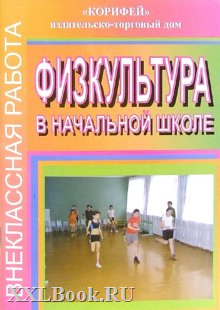 «КОРИФЕЙ»
издательско-торговый дом
ВНЕКЛАССНАЯ РАБОТА
ФИЗКУЛЬТУРА
В НАЧАЛЬНОЙ ШКОЛЕ
XXLBook.RU